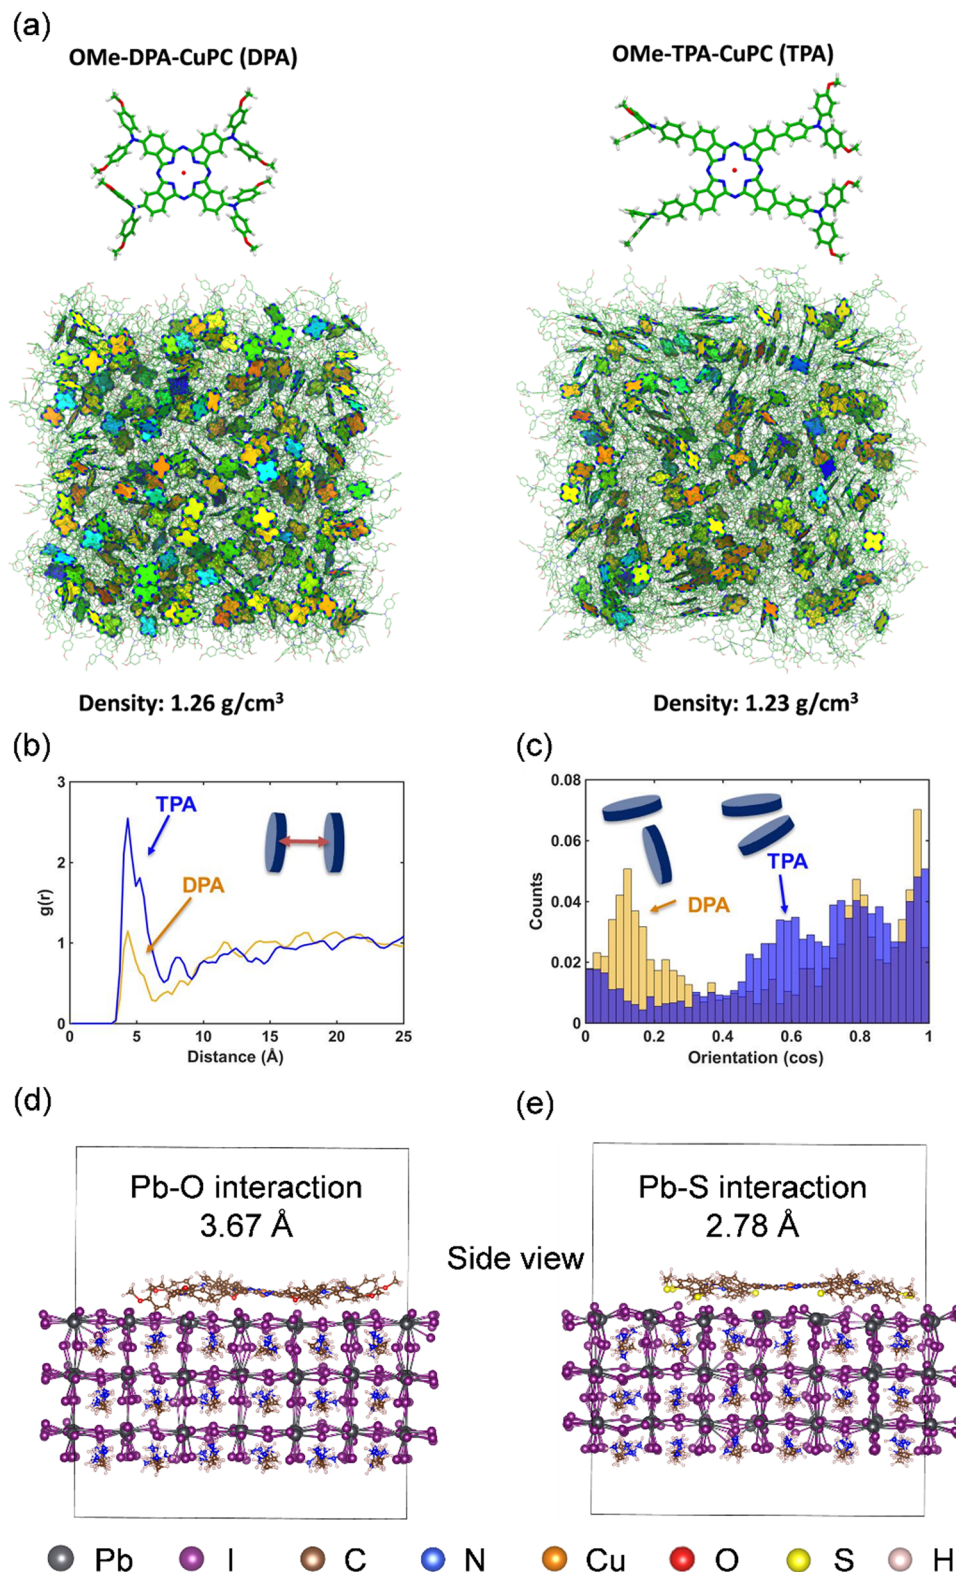 (a)
OMe-DPA-CuPC (DPA)
OMe-TPA-CuPC (TPA)
Density: 1.26 g/cm³
Density: 1.23 g/cm³
(b)
3
2
1
0
g(r)
TPA
DPA
0 5 10 15 20 25
Distance (Å)
(c)
0.08
0.06
0.04
0.02
0
Counts
TPA
DPA
0 0.2 0.4 0.6 0.8 1
Orientation (cos)
(d)
Pb-O interaction
3.67 Å
(e)
Pb-S interaction
2.78 Å
Side view
Pb I C N Cu O S H